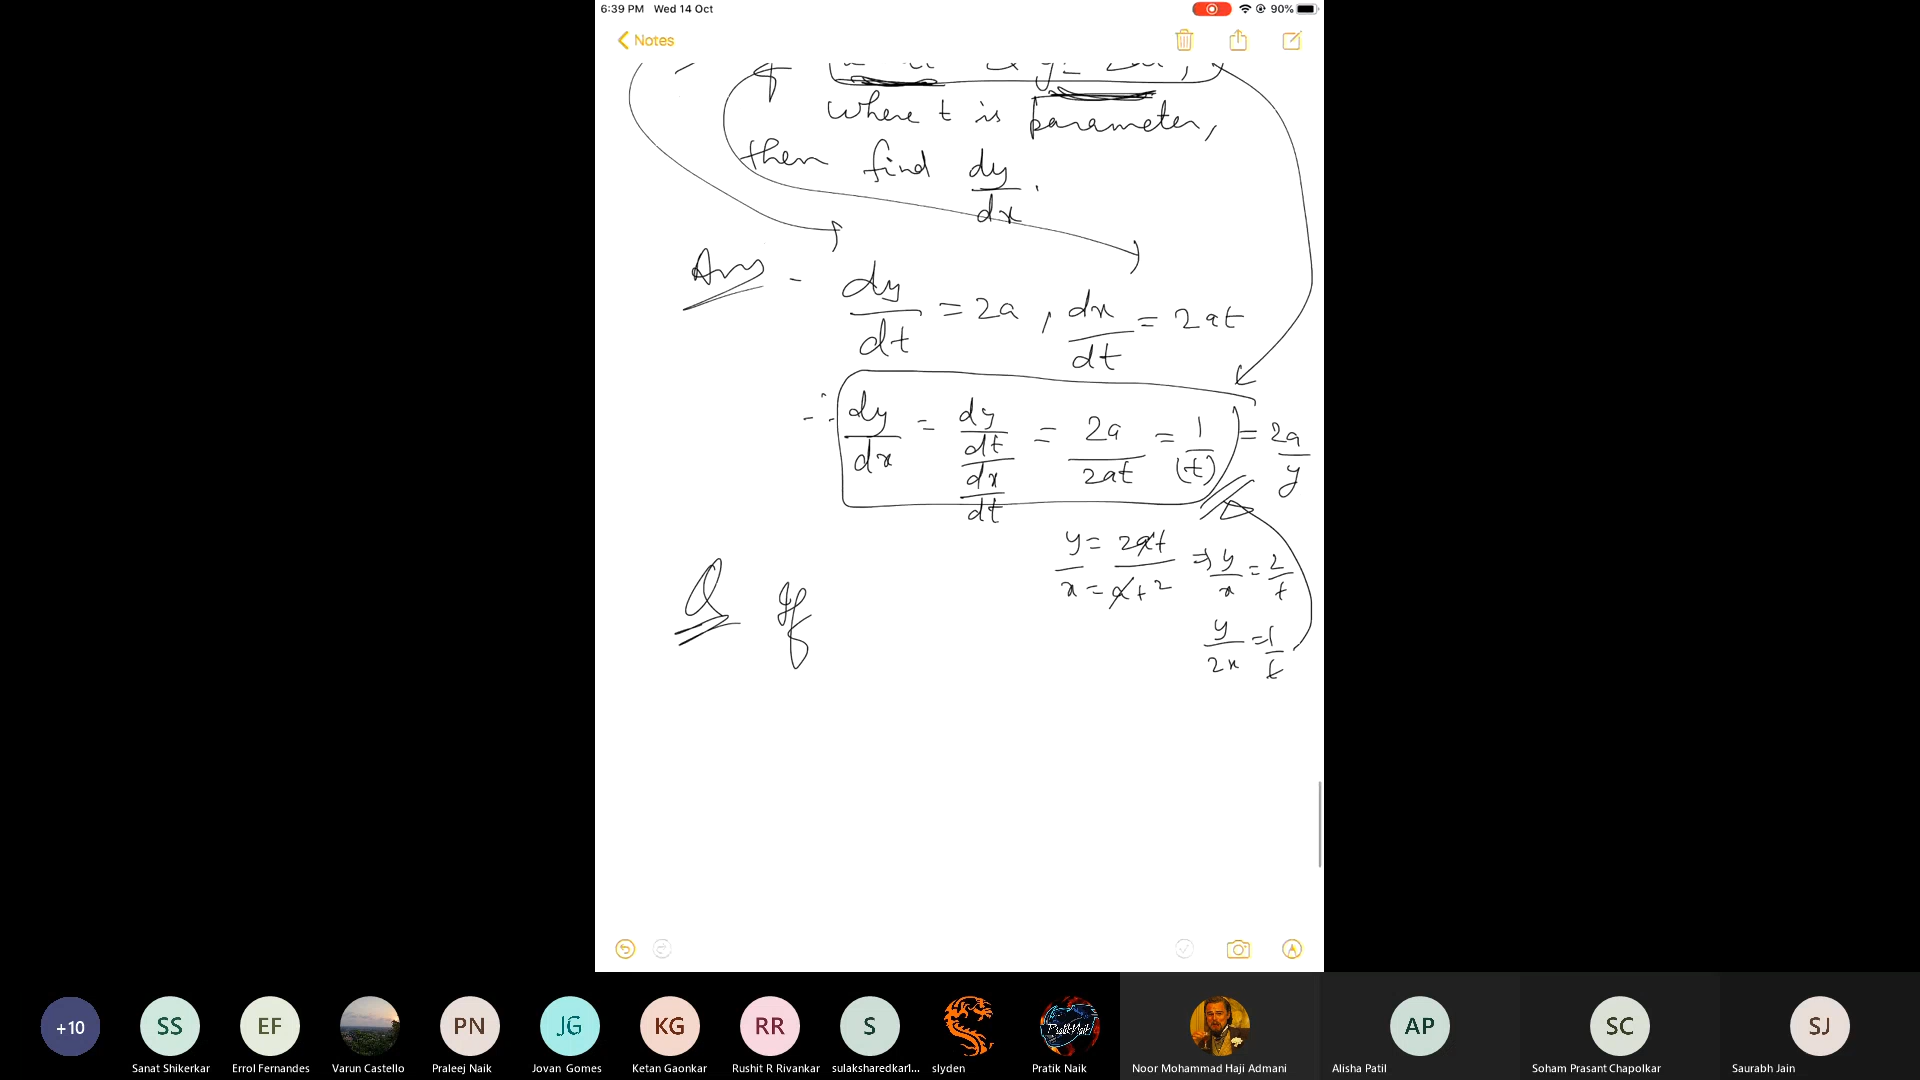 6:39 PM Wed 14 Oct
90%
Notes
where t is parameter,
then find dy/dx.
Ans - dy/dt = 2a, dx/dt = 2at
∴ dy/dx = (dy/dt)/(dx/dt) = 2a/2at = 1/(t) = 2a/y
y = 2at
x = at² ⇒ y/x = 2/t
y/2x = 1/t
Q If
+10 SS EF PN JG KG RR S PratikNaik AP SC SJ
Sanat Shikerkar Errol Fernandes Varun Castello Praleej Naik Jovan Gomes Ketan Gaonkar Rushit R Rivankar sulaksharedkarl... slyden Pratik Naik Noor Mohammad Haji Admani Alisha Patil Soham Prasant Chapolkar Saurabh Jain